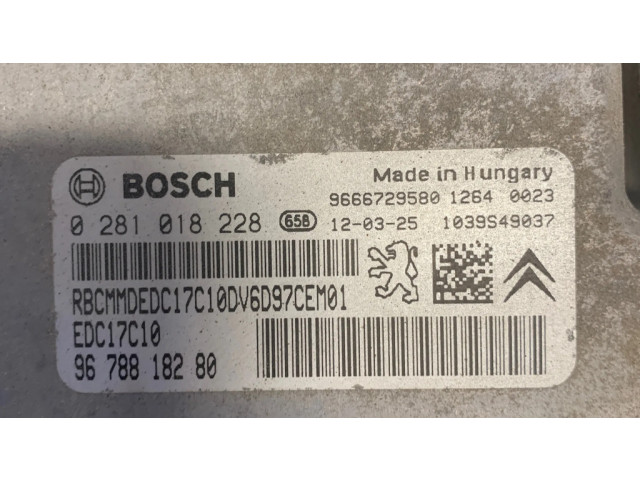 BOSCH
Made in Hungary
9666729580 1264 0023
0 281 018 228 65B 12-03-25 1039S49037
RBCMMDEDC17C10DV6D97CEM01
EDC17C10
96 788 182 80